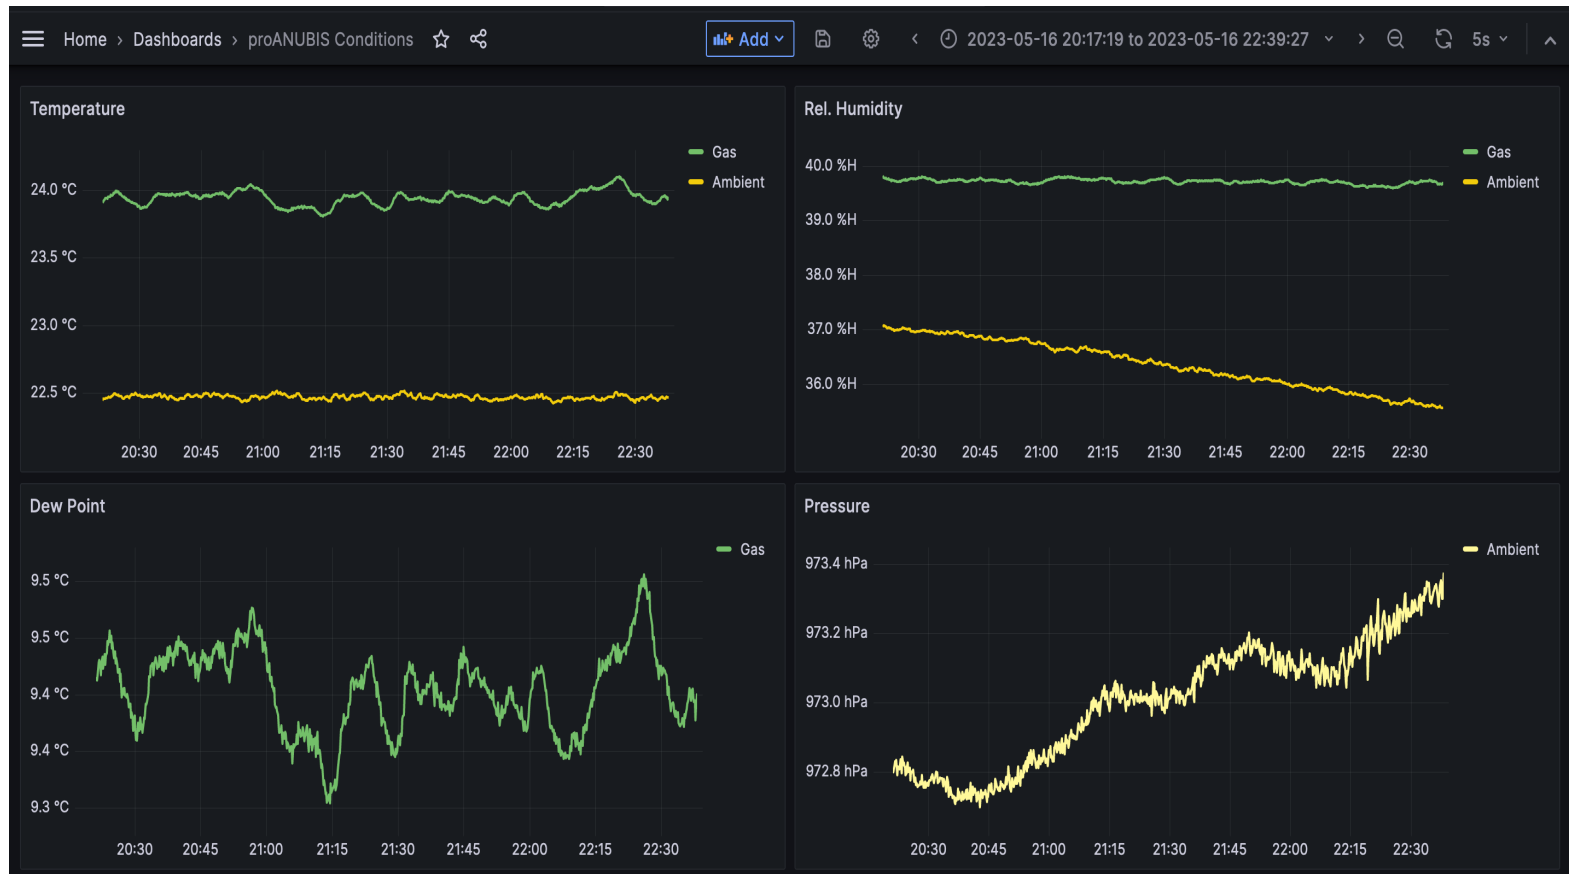 Home › Dashboards › proANUBIS Conditions Add 2023-05-16 20:17:19 to 2023-05-16 22:39:27 5s
Temperature
Gas
Ambient
24.0 °C
23.5 °C
23.0 °C
22.5 °C
20:30 20:45 21:00 21:15 21:30 21:45 22:00 22:15 22:30
Rel. Humidity
Gas
Ambient
40.0 %H
39.0 %H
38.0 %H
37.0 %H
36.0 %H
20:30 20:45 21:00 21:15 21:30 21:45 22:00 22:15 22:30
Dew Point
Gas
9.5 °C
9.5 °C
9.4 °C
9.4 °C
9.3 °C
20:30 20:45 21:00 21:15 21:30 21:45 22:00 22:15 22:30
Pressure
Ambient
973.4 hPa
973.2 hPa
973.0 hPa
972.8 hPa
20:30 20:45 21:00 21:15 21:30 21:45 22:00 22:15 22:30